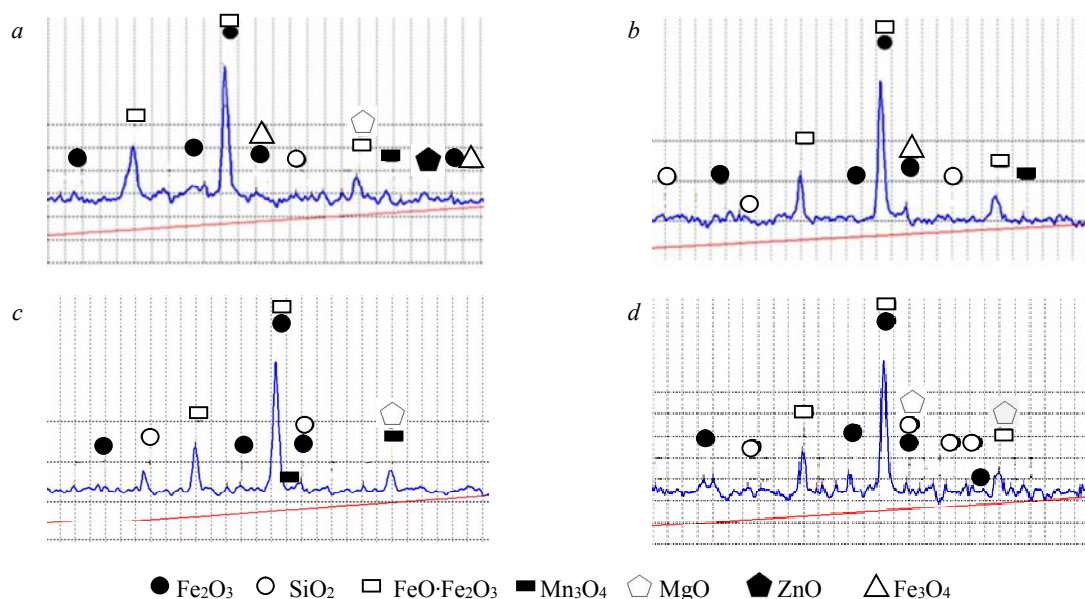 a
b
c
d
Fe₂O₃ SiO₂ FeO·Fe₂O₃ Mn₃O₄ MgO ZnO Fe₃O₄